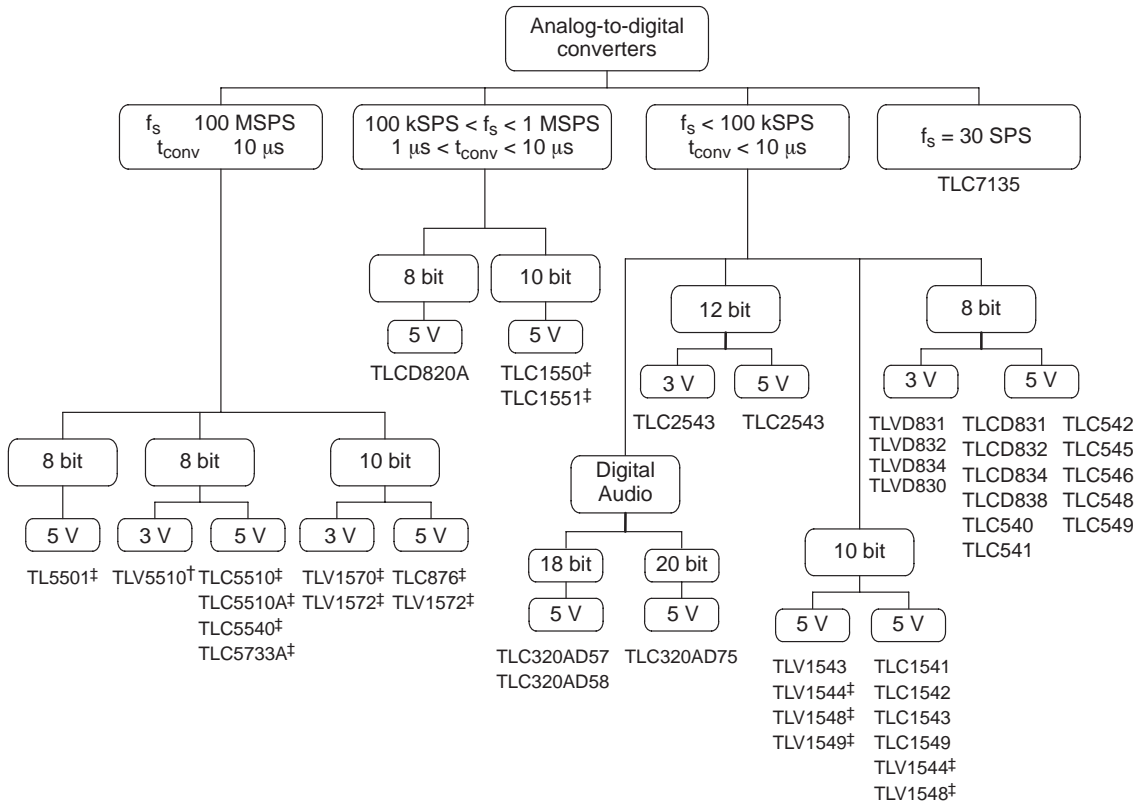 Analog-to-digital
converters
fs 100 MSPS
tconv 10 μs
100 kSPS < fs < 1 MSPS
1 μs < tconv < 10 μs
fs < 100 kSPS
tconv < 10 μs
fs = 30 SPS
TLC7135
8 bit
5 V
TLCD820A
10 bit
5 V
TLC1550‡
TLC1551‡
12 bit
3 V
TLC2543
5 V
TLC2543
8 bit
3 V
TLVD831
TLVD832
TLVD834
TLVD830
5 V
TLCD831
TLCD832
TLCD834
TLCD838
TLC540
TLC541
TLC542
TLC545
TLC546
TLC548
TLC549
8 bit
5 V
TL5501‡
8 bit
3 V
TLV5510†
5 V
TLC5510‡
TLC5510A‡
TLC5540‡
TLC5733A‡
10 bit
3 V
TLV1570‡
TLV1572‡
5 V
TLC876‡
TLV1572‡
Digital
Audio
18 bit
5 V
TLC320AD57
TLC320AD58
20 bit
5 V
TLC320AD75
10 bit
5 V
TLV1543
TLV1544‡
TLV1548‡
TLV1549‡
5 V
TLC1541
TLC1542
TLC1543
TLC1549
TLV1544‡
TLV1548‡